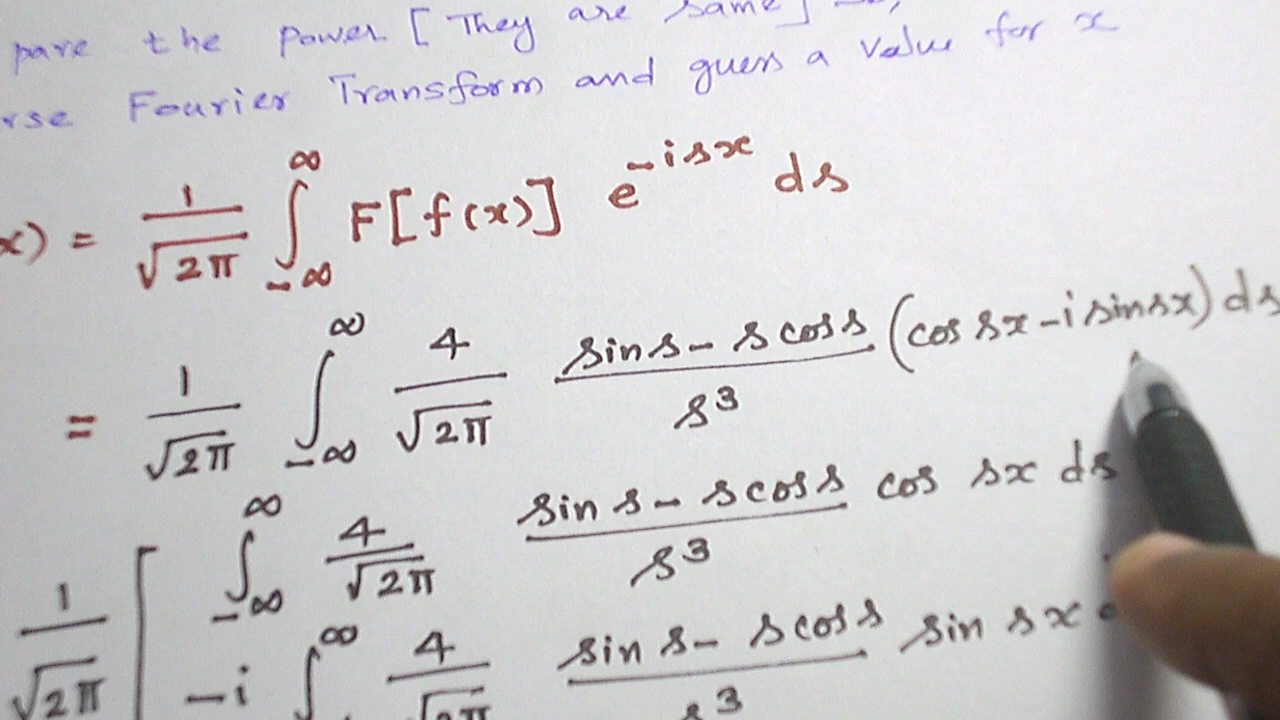 pare the power [ They are same ]
rse Fourier Transform and guess a value for x
x) = 1/√2π ∫_{-∞}^{∞} F[f(x)] e^{-isx} ds
= 1/√2π ∫_{-∞}^{∞} 4/√2π (sin s - s cos s)/s³ (cos sx - i sin sx) ds
1/√2π [ ∫_{-∞}^{∞} 4/√2π (sin s - s cos s)/s³ cos sx ds
-i ∫^{∞} 4/√2π (sin s - s cos s)/s³ sin sx